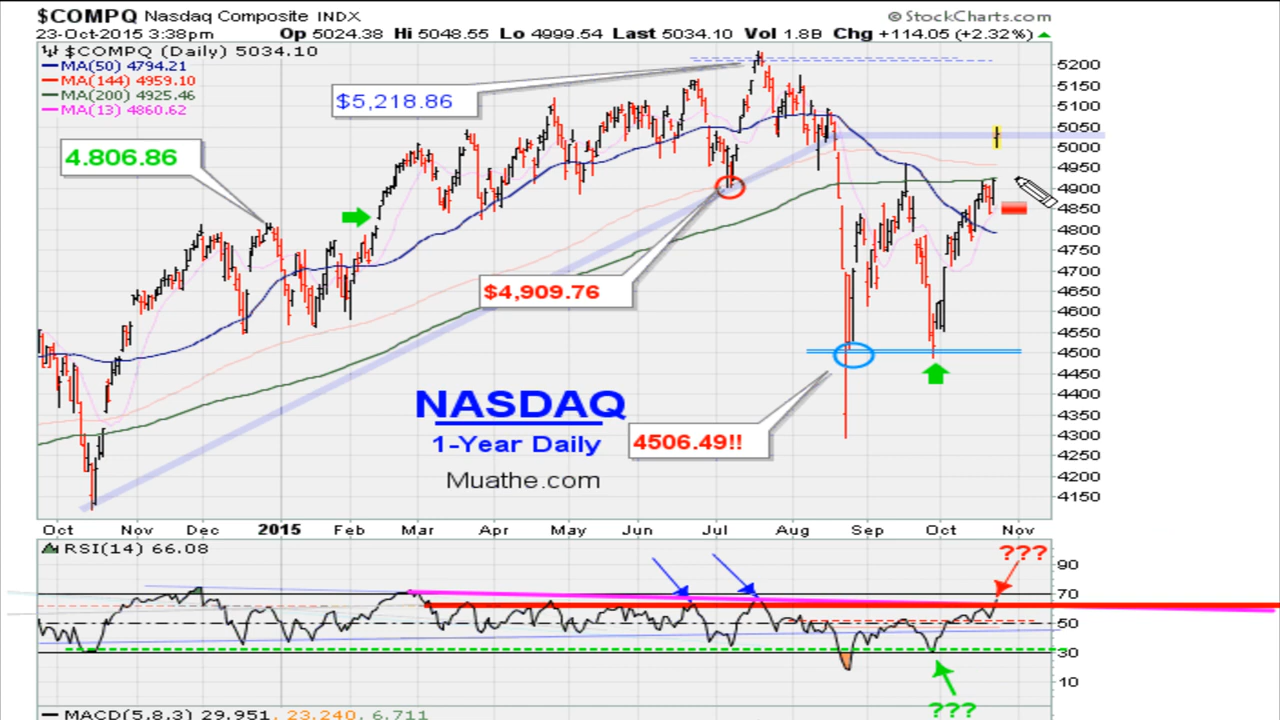 $COMPQ Nasdaq Composite INDX © StockCharts.com
23-Oct-2015 3:38pm Op 5024.38 Hi 5048.55 Lo 4999.54 Last 5034.10 Vol 1.8B Chg +114.05 (+2.32%)
$COMPQ (Daily) 5034.10
MA(50) 4794.21
MA(144) 4959.10
MA(200) 4925.46
MA(13) 4860.62
$5,218.86
4.806.86
$4,909.76
4506.49!!
NASDAQ
1-Year Daily
Muathe.com
5200
5150
5100
5050
5000
4950
4900
4850
4800
4750
4700
4650
4600
4550
4500
4450
4400
4350
4300
4250
4200
4150
Oct Nov Dec 2015 Feb Mar Apr May Jun Jul Aug Sep Oct Nov
RSI(14) 66.08
???
90
70
50
30
10
???
MACD(5,8,3) 29.951, 23.240, 6.711